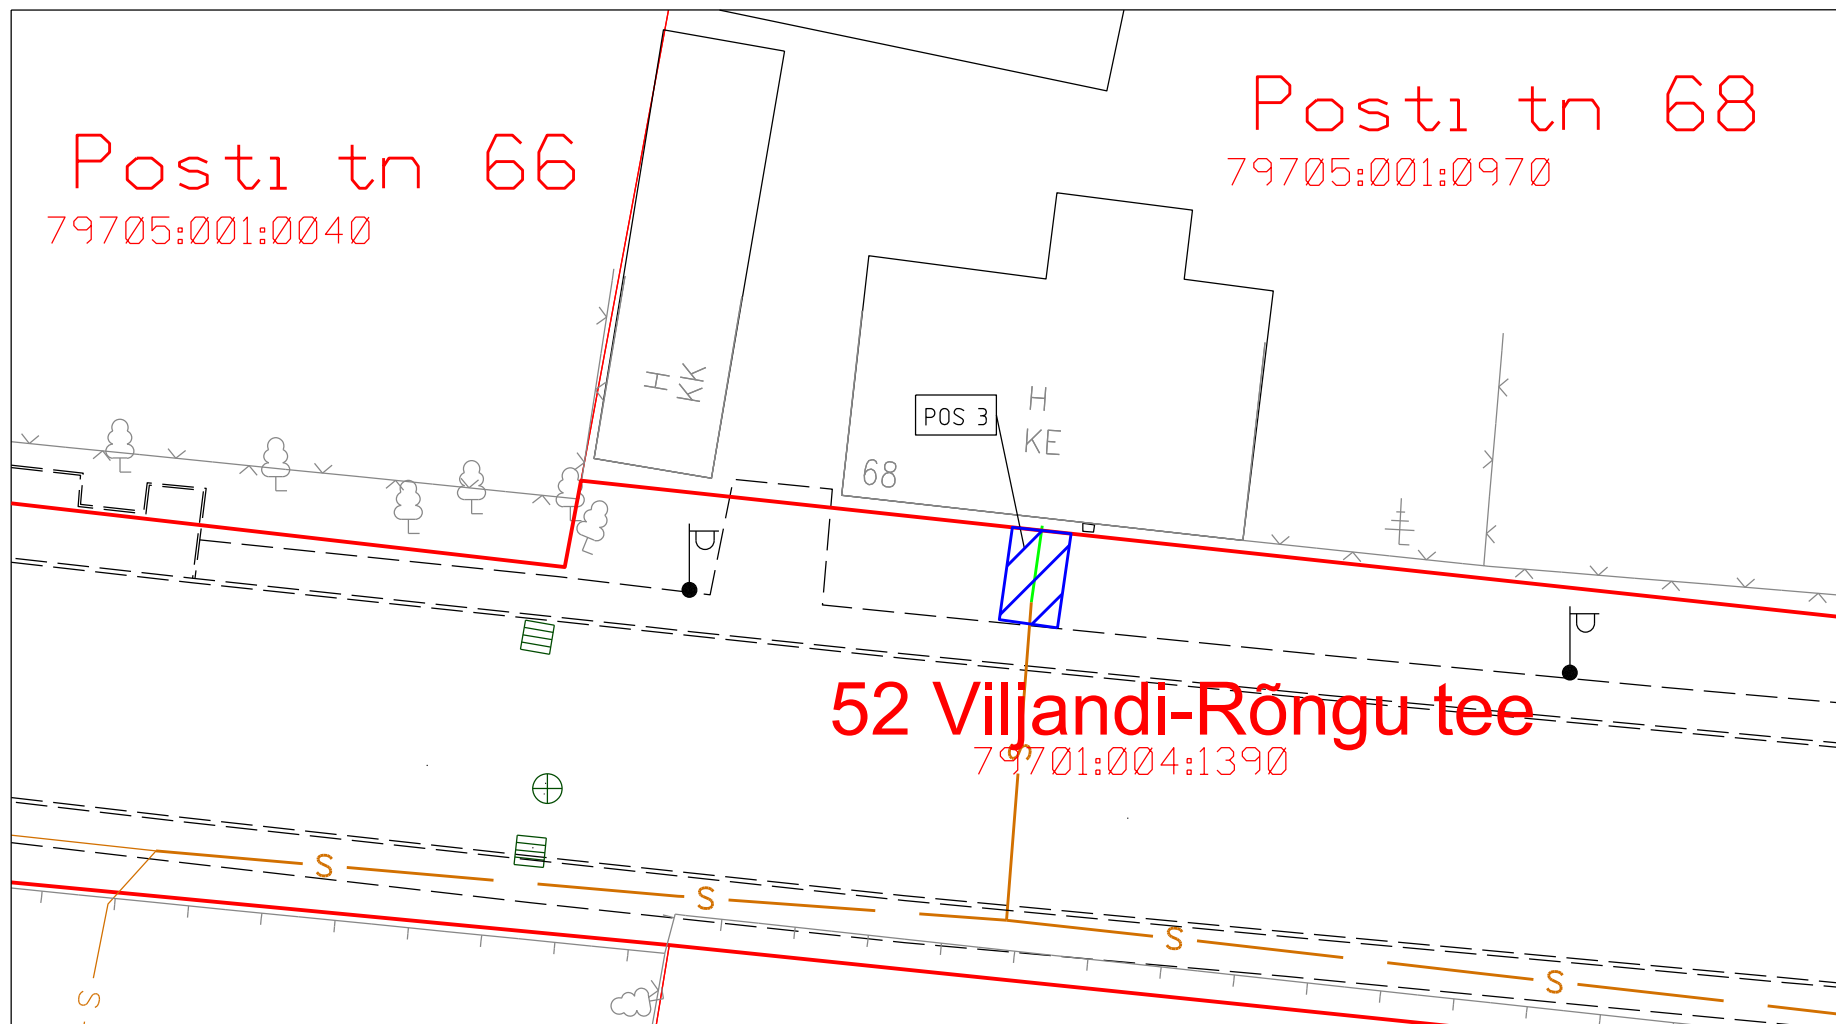 Posti tn 68
79705:001:0970
Posti tn 66
79705:001:0040
H
KK
H
KE
POS 3
68
52 Viljandi-Rõngu tee
S
79701:004:1390
S
S
S
S
S